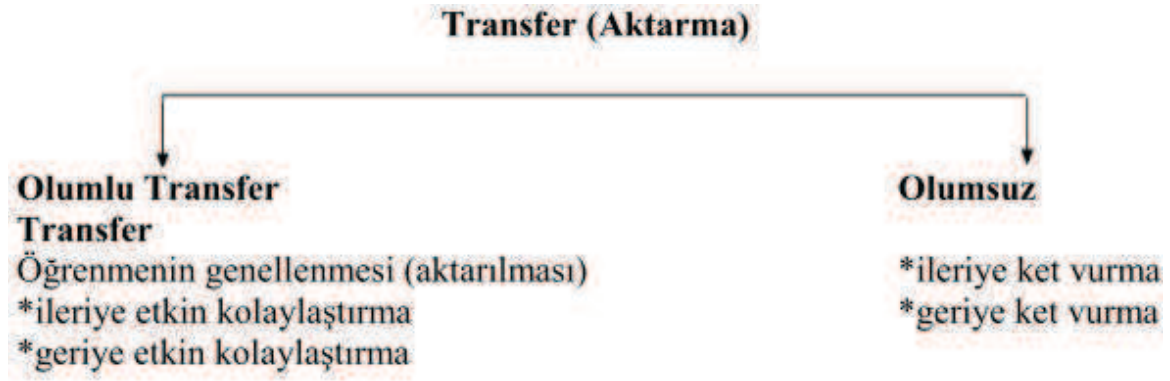 Transfer (Aktarma)
Olumlu Transfer
Transfer
Öğrenmenin genellenmesi (aktarılması)
*ileriye etkin kolaylaştırma
*geriye etkin kolaylaştırma
Olumsuz
*ileriye ket vurma
*geriye ket vurma